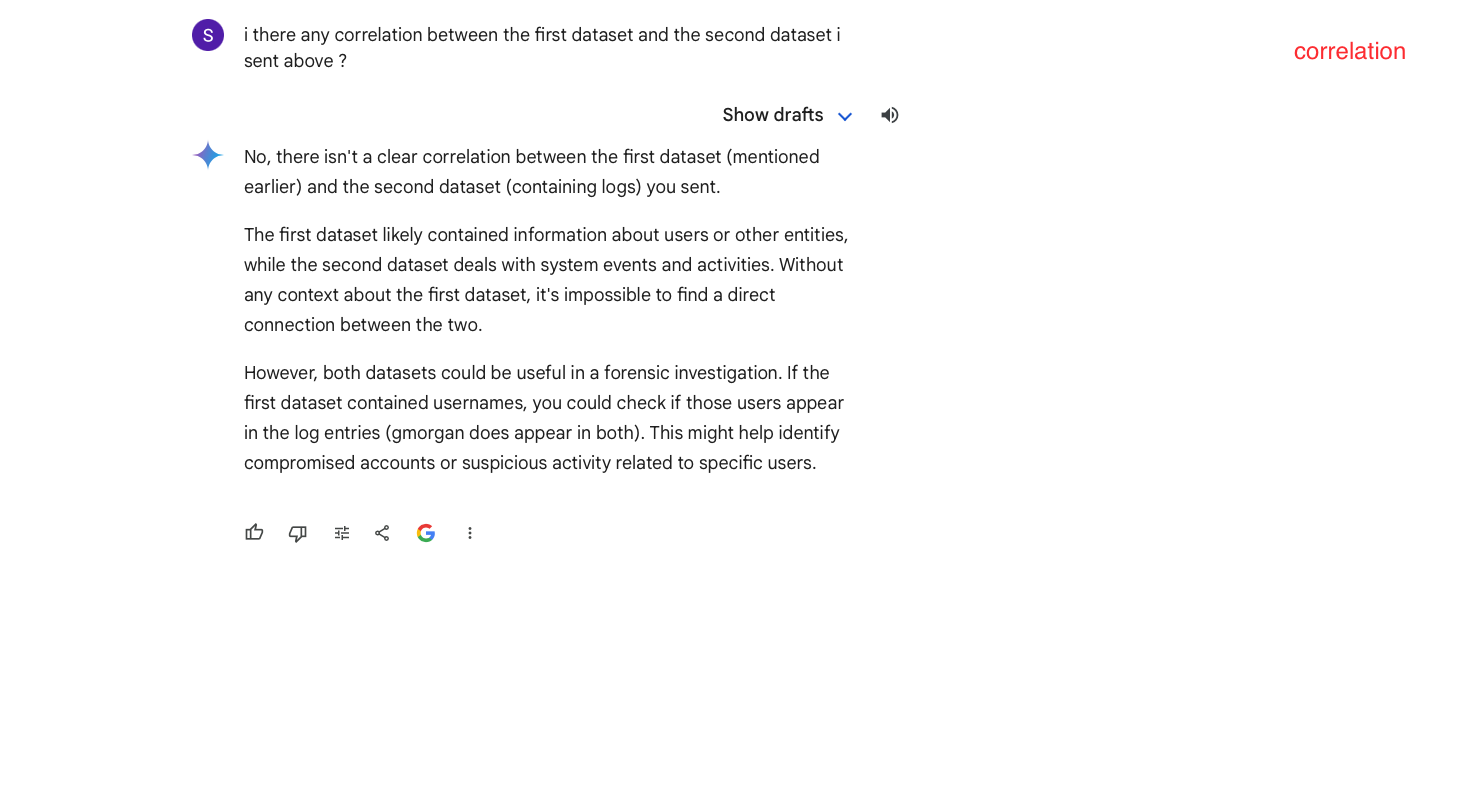 S
i there any correlation between the first dataset and the second dataset i
sent above ?
correlation
Show drafts
No, there isn't a clear correlation between the first dataset (mentioned
earlier) and the second dataset (containing logs) you sent.
The first dataset likely contained information about users or other entities,
while the second dataset deals with system events and activities. Without
any context about the first dataset, it's impossible to find a direct
connection between the two.
However, both datasets could be useful in a forensic investigation. If the
first dataset contained usernames, you could check if those users appear
in the log entries (gmorgan does appear in both). This might help identify
compromised accounts or suspicious activity related to specific users.
G